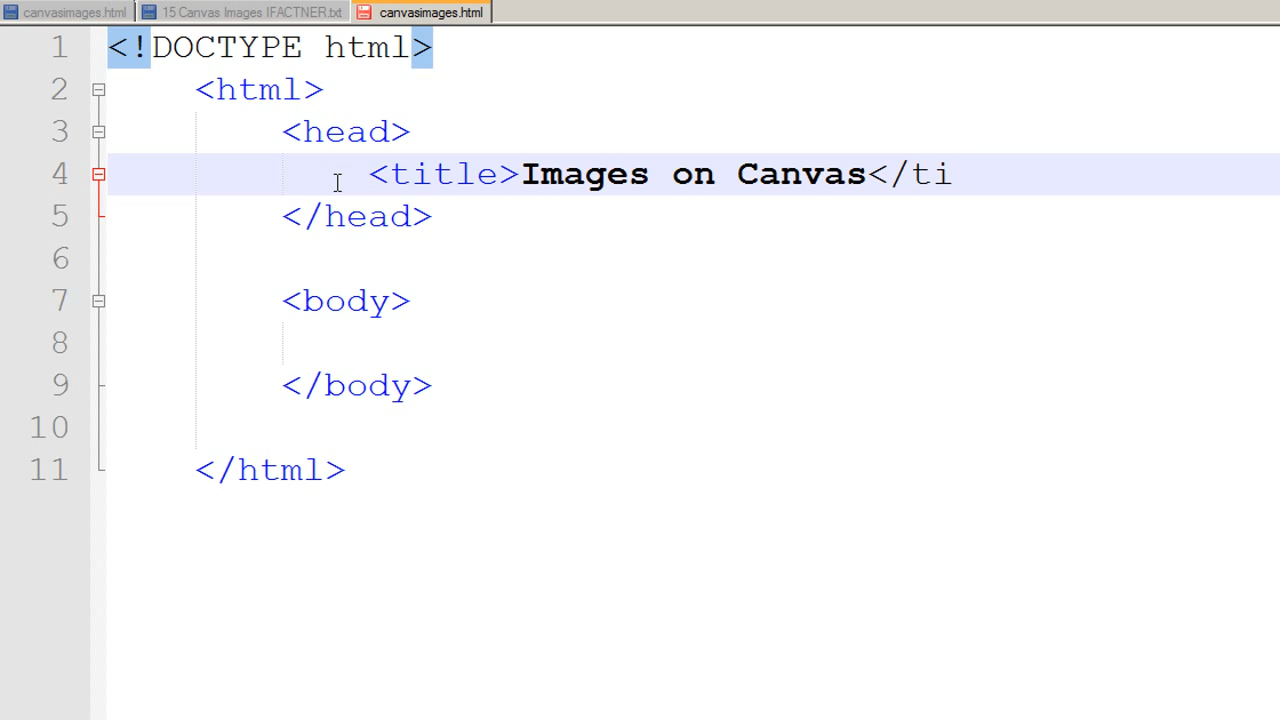 canvasimages.html 15 Canvas Images IFACTNER.txt canvasimages.html
1 <!DOCTYPE html>
2 <html>
3 <head>
4 <title>Images on Canvas</ti
5 </head>
6
7 <body>
8
9 </body>
10
11 </html>